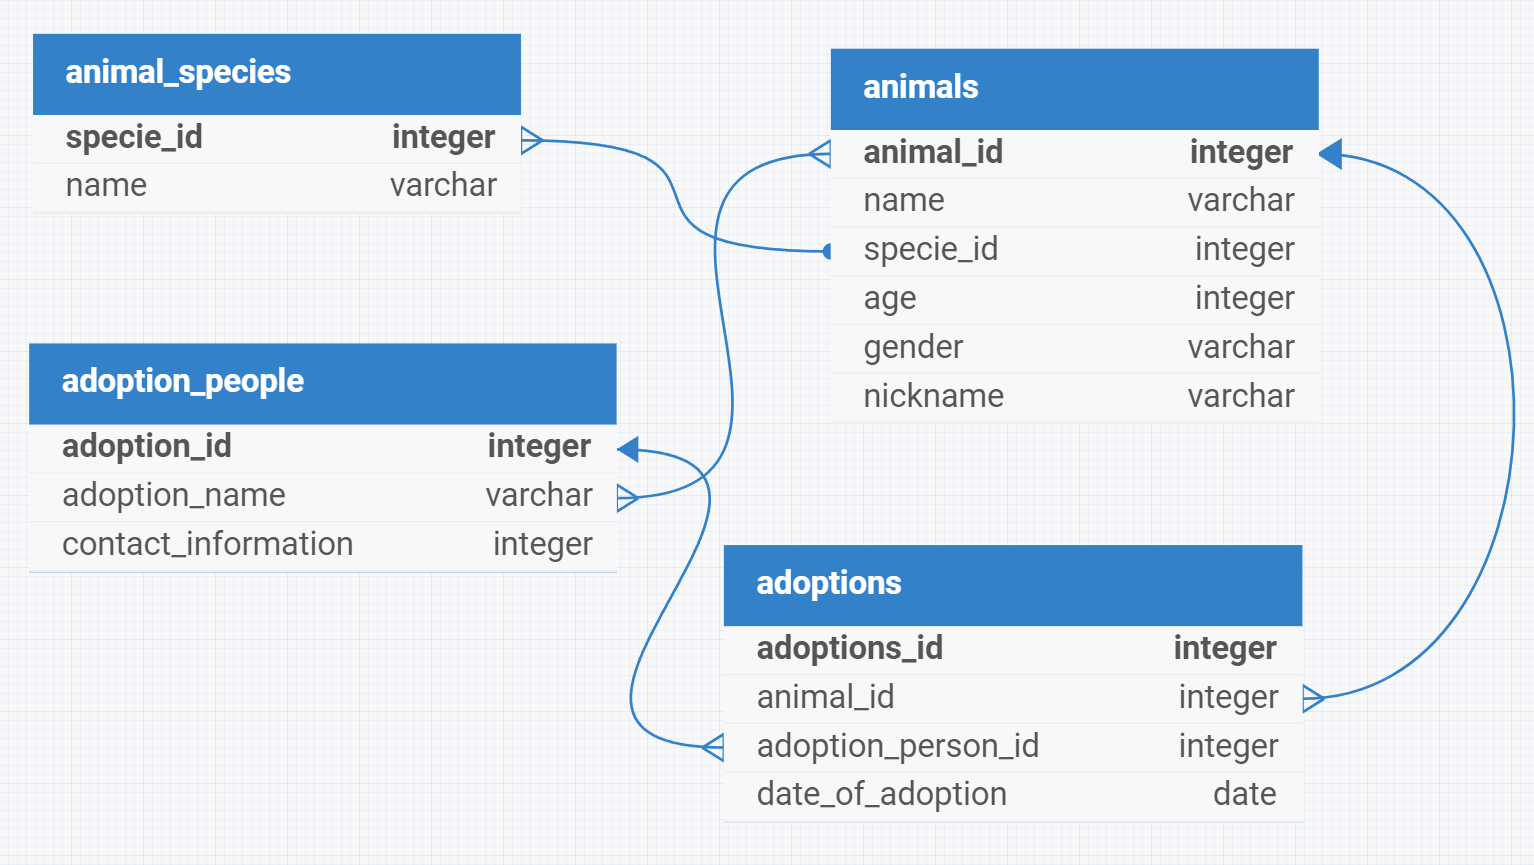 animal_species
specie_id integer
name varchar
animals
animal_id integer
name varchar
specie_id integer
age integer
gender varchar
nickname varchar
adoption_people
adoption_id integer
adoption_name varchar
contact_information integer
adoptions
adoptions_id integer
animal_id integer
adoption_person_id integer
date_of_adoption date